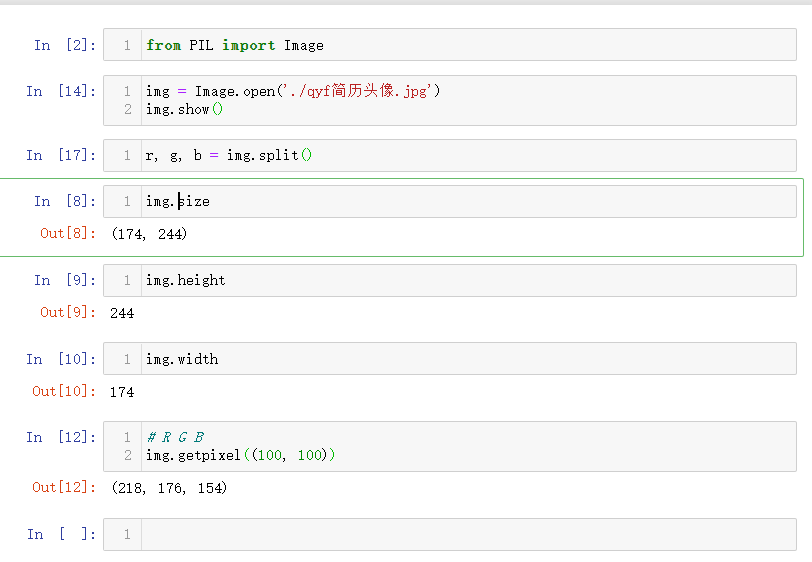 In [2]: 1 from PIL import Image
In [14]: 1 img = Image.open('./qyf简历头像.jpg')
2 img.show()
In [17]: 1 r, g, b = img.split()
In [8]: 1 img.size
Out[8]: (174, 244)
In [9]: 1 img.height
Out[9]: 244
In [10]: 1 img.width
Out[10]: 174
In [12]: 1 # R G B
2 img.getpixel((100, 100))
Out[12]: (218, 176, 154)
In [ ]: 1